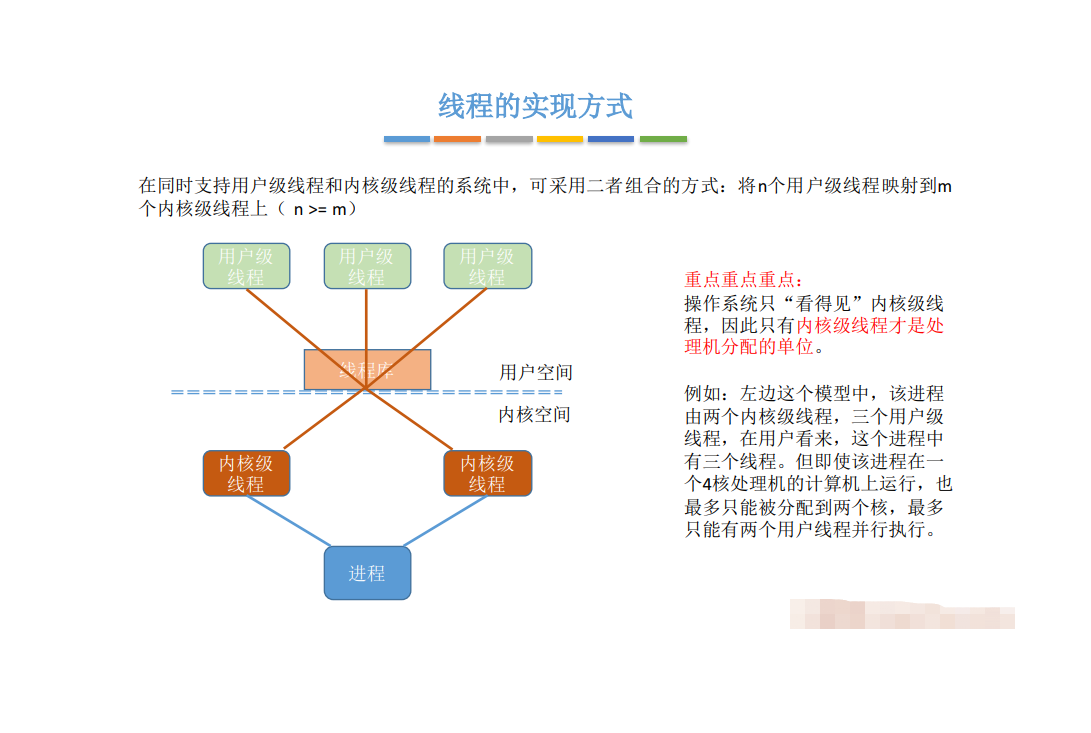 线程的实现方式
在同时支持用户级线程和内核级线程的系统中，可采用二者组合的方式：将n个用户级线程映射到m
个内核级线程上（ n >= m）
用户级
线程
用户级
线程
用户级
线程
线程库
用户空间
内核空间
内核级
线程
内核级
线程
进程
重点重点重点：
操作系统只“看得见”内核级线
程，因此只有内核级线程才是处
理机分配的单位。
例如：左边这个模型中，该进程
由两个内核级线程，三个用户级
线程，在用户看来，这个进程中
有三个线程。但即使该进程在一
个4核处理机的计算机上运行，也
最多只能被分配到两个核，最多
只能有两个用户线程并行执行。